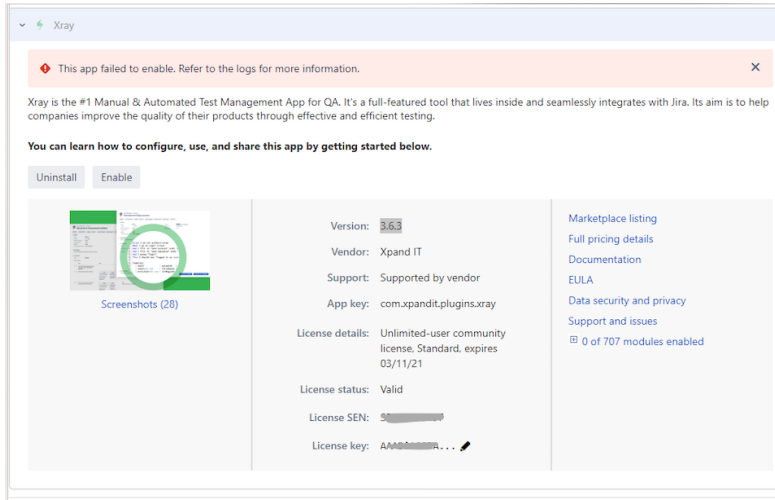 Xray
This app failed to enable. Refer to the logs for more information.
Xray is the #1 Manual & Automated Test Management App for QA. It's a full-featured tool that lives inside and seamlessly integrates with Jira. Its aim is to help
companies improve the quality of their products through effective and efficient testing.
You can learn how to configure, use, and share this app by getting started below.
Uninstall Enable
Screenshots (28)
Version: 3.6.3
Vendor: Xpand IT
Support: Supported by vendor
App key: com.xpandit.plugins.xray
License details: Unlimited-user community
license, Standard, expires
03/11/21
License status: Valid
License SEN:
License key: ...
Marketplace listing
Full pricing details
Documentation
EULA
Data security and privacy
Support and issues
0 of 707 modules enabled